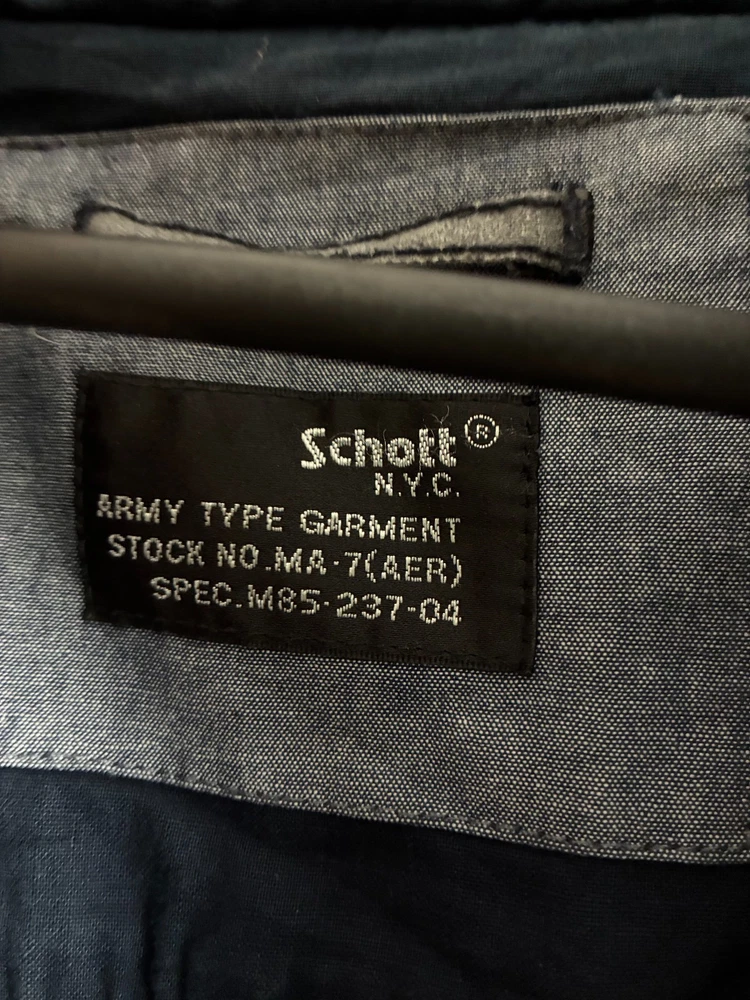 Schott®
N.Y.C.
ARMY TYPE GARMENT
STOCK NO.MA-7(AER)
SPEC.M85-237-04